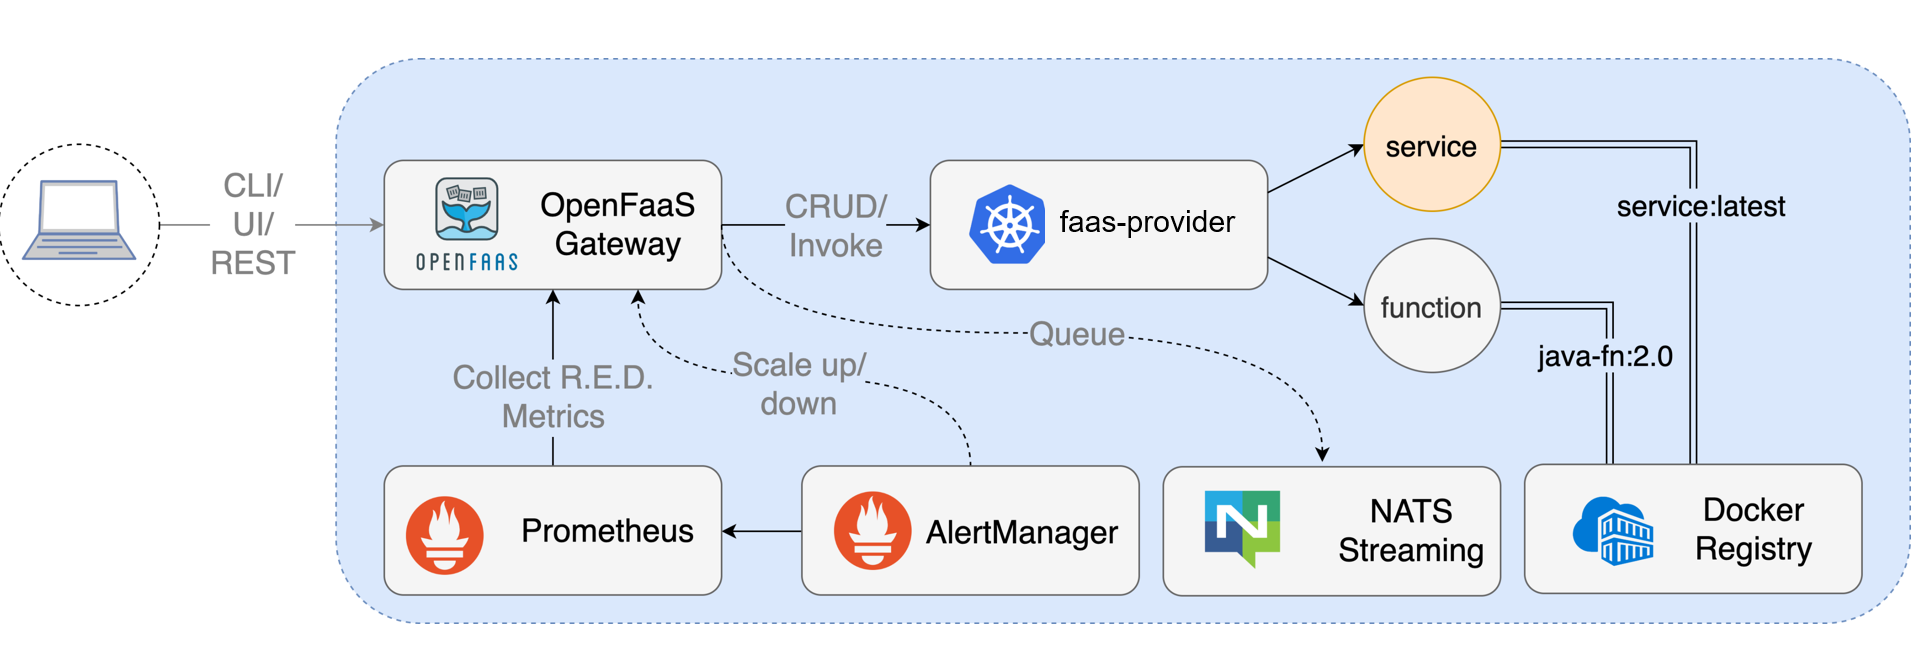 CLI/
UI/
REST
OPENFAAS
OpenFaaS
Gateway
CRUD/
Invoke
faas-provider
service
service:latest
function
java-fn:2.0
Queue
Scale up/
down
Collect R.E.D.
Metrics
Prometheus
AlertManager
N
NATS
Streaming
Docker
Registry